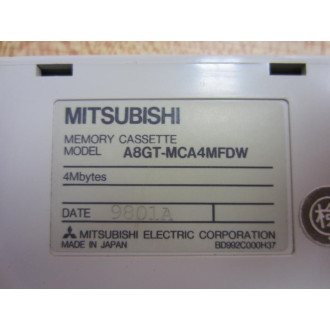 MITSUBISHI
MEMORY CASSETTE
MODEL A8GT-MCA4MFDW
4Mbytes
DATE 9801A
MITSUBISHI ELECTRIC CORPORATION
MADE IN JAPAN BD992C000H37